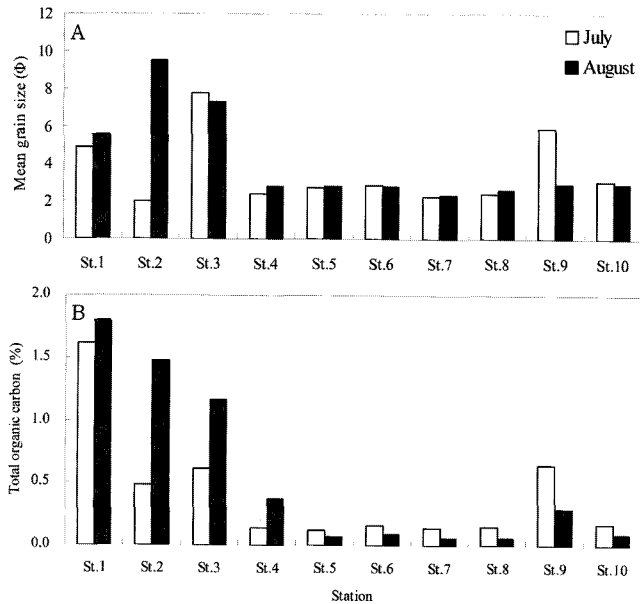 A
July
August
Mean grain size (Φ)
12
10
8
6
4
2
0
St.1 St.2 St.3 St.4 St.5 St.6 St.7 St.8 St.9 St.10
B
Total organic carbon (%)
2.0
1.5
1.0
0.5
0.0
St.1 St.2 St.3 St.4 St.5 St.6 St.7 St.8 St.9 St.10
Station